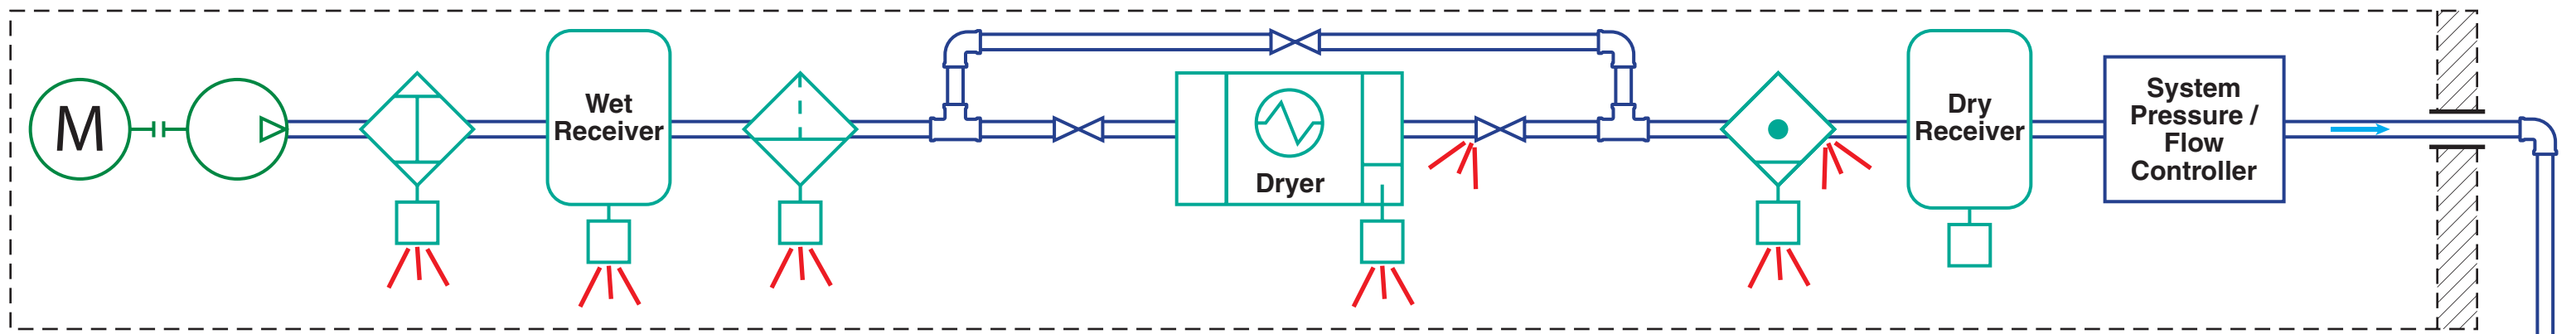 M
Wet
Receiver
Dryer
Dry
Receiver
System
Pressure /
Flow
Controller